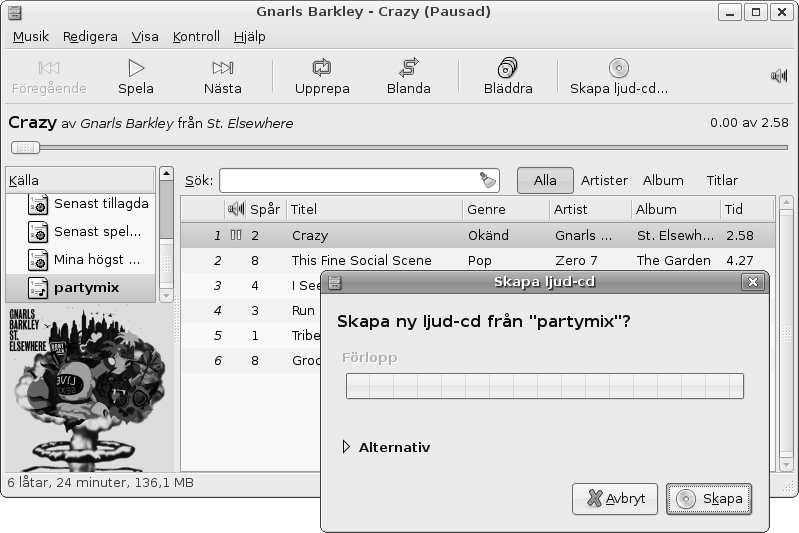 Gnarls Barkley - Crazy (Pausad)
Musik Redigera Visa Kontroll Hjälp
Föregående Spela Nästa Upprepa Blanda Bläddra Skapa ljud-cd...
Crazy av Gnarls Barkley från St. Elsewhere 0.00 av 2.58
Källa
Senast tillagda
Senast spel...
Mina högst ...
partymix
GNARLS
BARKLEY
ST.
ELSEWHERE
Sök: Alla Artister Album Titlar
Spår Titel Genre Artist Album Tid
1 2 Crazy Okänd Gnarls ... St. Elsewh... 2.58
2 8 This Fine Social Scene Pop Zero 7 The Garden 4.27
3 4 I See
4 3 Run
5 1 Tribe
6 8 Groo
Skapa ljud-cd
Skapa ny ljud-cd från "partymix"?
Förlopp
Alternativ
Avbryt Skapa
6 låtar, 24 minuter, 136,1 MB